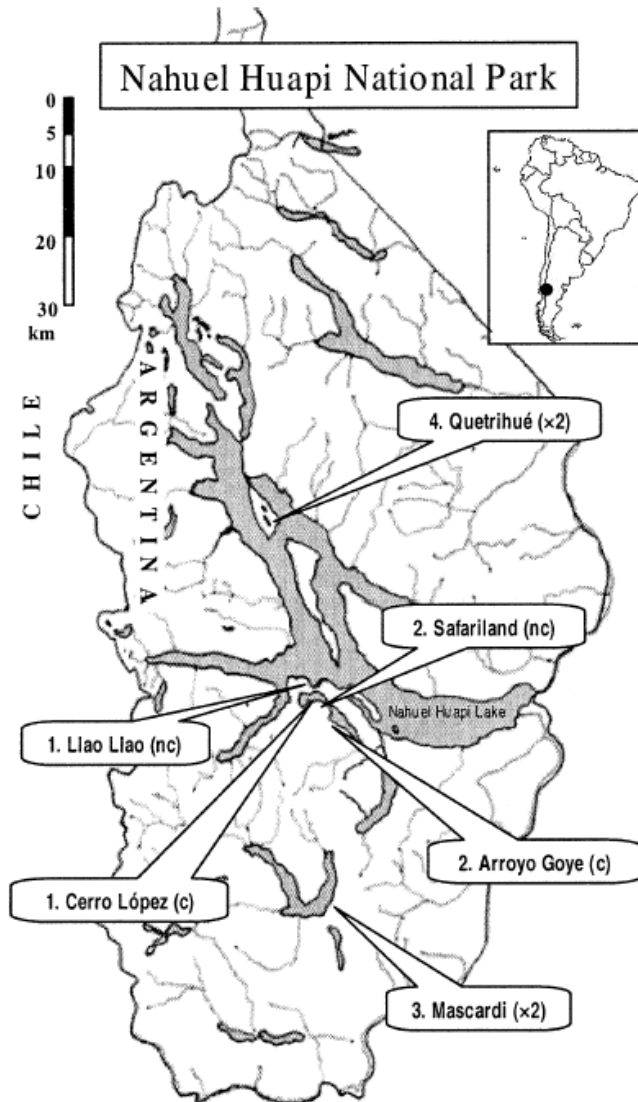 Nahuel Huapi National Park
0
5
10
20
30
km
CHILE
ARGENTINA
4. Quetrihué (×2)
2. Safariland (nc)
Nahuel Huapi Lake
1. Llao Llao (nc)
2. Arroyo Goye (c)
1. Cerro López (c)
3. Mascardi (×2)